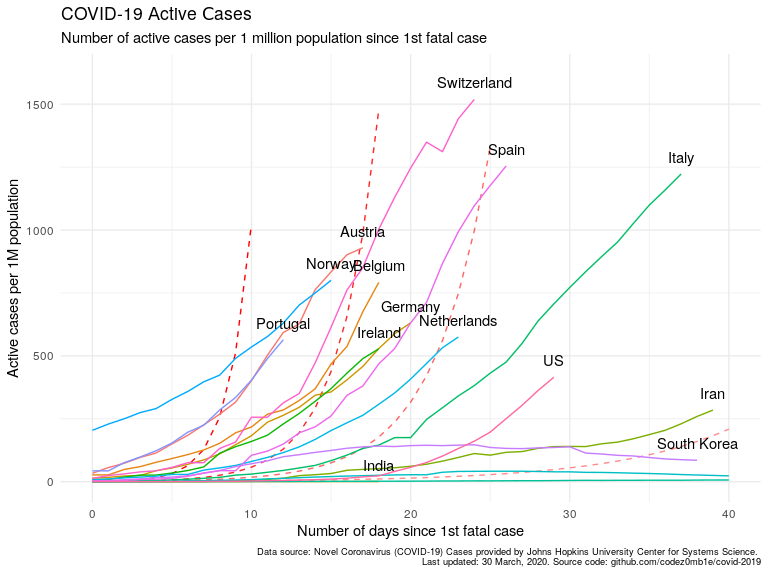 COVID-19 Active Cases
Number of active cases per 1 million population since 1st fatal case
Active cases per 1M population
1500
1000
500
0
Switzerland
Spain
Italy
Austria
Norway
Belgium
Portugal
Germany
Ireland
Netherlands
US
Iran
South Korea
India
0
10
20
30
40
Number of days since 1st fatal case
Data source: Novel Coronavirus (COVID-19) Cases provided by Johns Hopkins University Center for Systems Science.
Last updated: 30 March, 2020. Source code: github.com/codez0mb1e/covid-2019